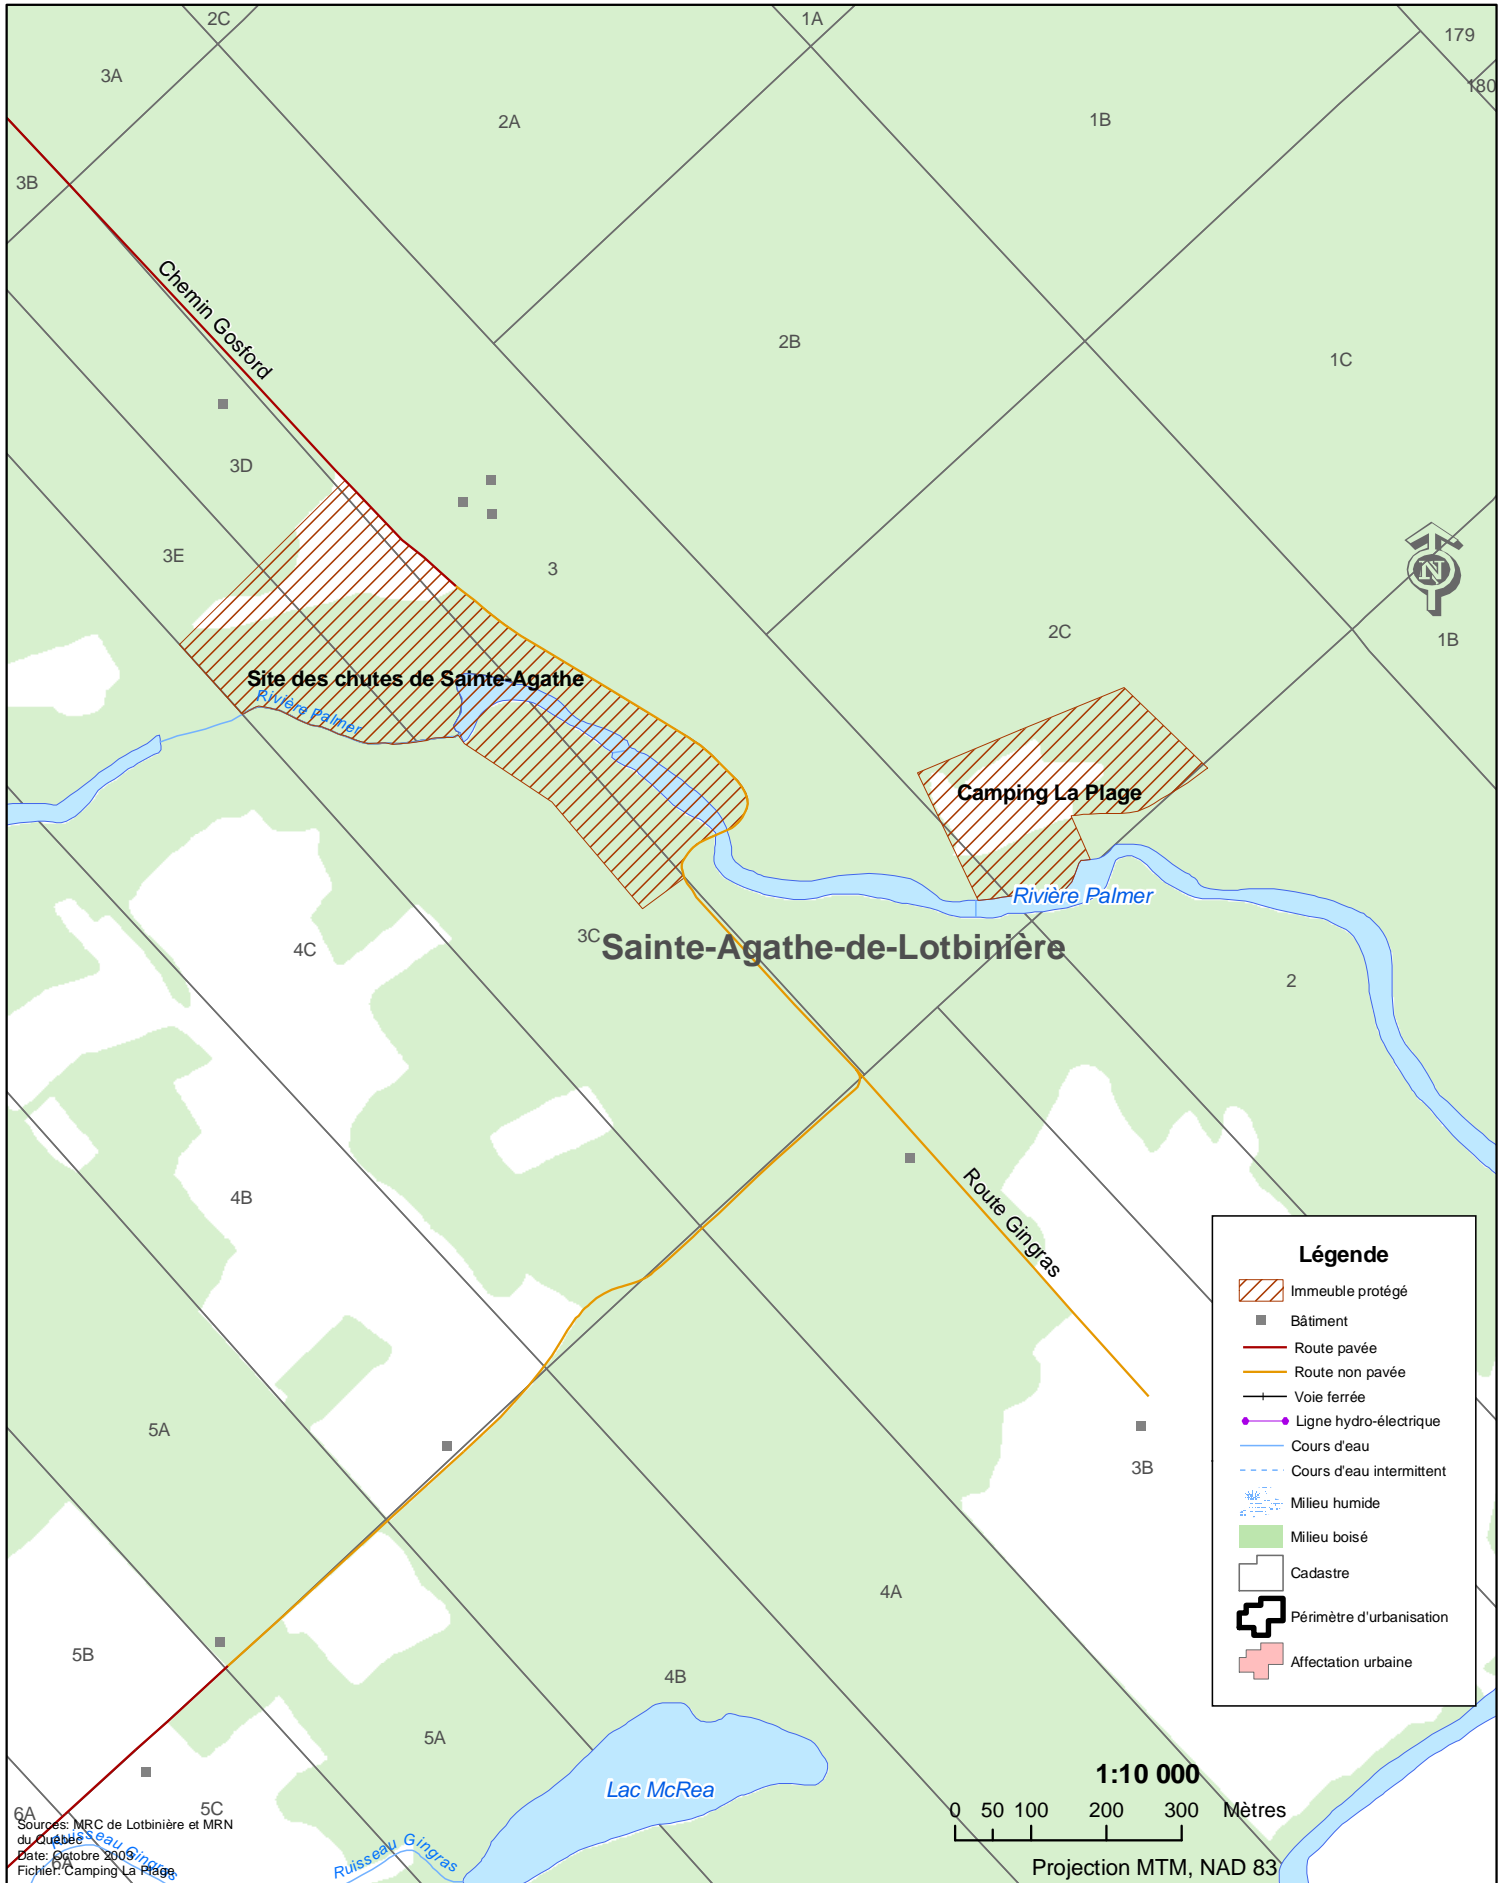 2C
1A
179
3A
180
2A
1B
3B
Chemin Gosford
2B
1C
3D
3E
3
N
2C
1B
Site des chutes de Sainte-Agathe
Rivière Palmer
Camping La Plage
Rivière Palmer
3C
Sainte-Agathe-de-Lotbinière
4C
2
4B
Route Gingras
Légende
Immeuble protégé
Bâtiment
Route pavée
Route non pavée
Voie ferrée
Ligne hydro-électrique
Cours d'eau
Cours d'eau intermittent
Milieu humide
Milieu boisé
Cadastre
Périmètre d'urbanisation
Affectation urbaine
5A
3B
4A
5B
4B
5A
Lac McRea
1:10 000
0 50 100 200 300 Mètres
Projection MTM, NAD 83
6A
5C
Sources: MRC de Lotbinière et MRN
du Québec
Date: Octobre 2009
Fichier: Camping La Plage
6A
Ruisseau Gingras
Ruisseau Gingras